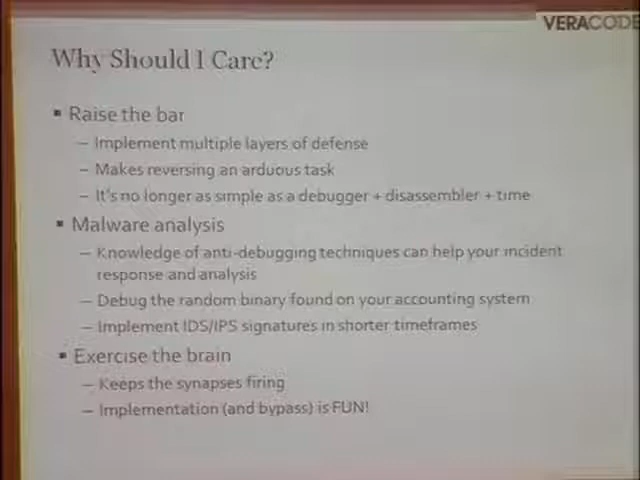 VERACODE
Why Should I Care?
▪ Raise the bar
– Implement multiple layers of defense
– Makes reversing an arduous task
– It's no longer as simple as a debugger + disassembler + time
▪ Malware analysis
– Knowledge of anti-debugging techniques can help your incident
response and analysis
– Debug the random binary found on your accounting system
– Implement IDS/IPS signatures in shorter timeframes
▪ Exercise the brain
– Keeps the synapses firing
– Implementation (and bypass) is FUN!